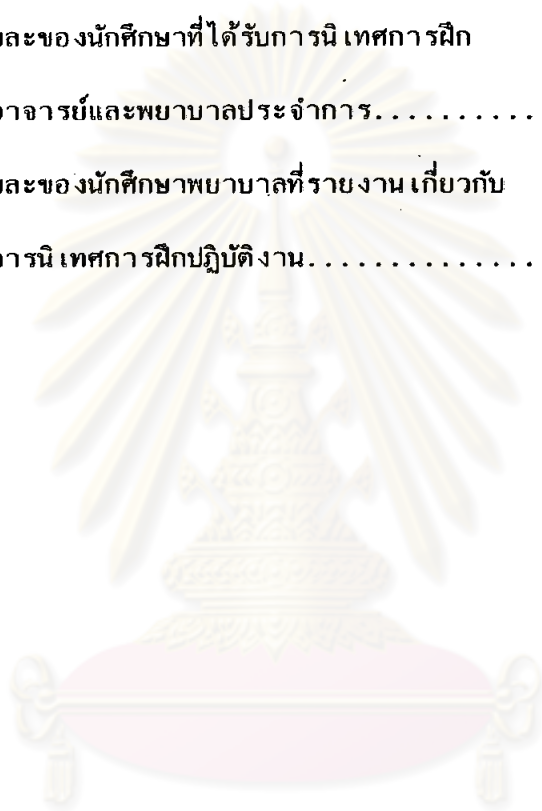 ละของนักศึกษาที่ได้รับการนิเทศการฝึก
อาจารย์และพยาบาลประจำการ..........
ละของนักศึกษาพยาบาลที่รายงานเกี่ยวกับ
การนิเทศการฝึกปฏิบัติงาน..............